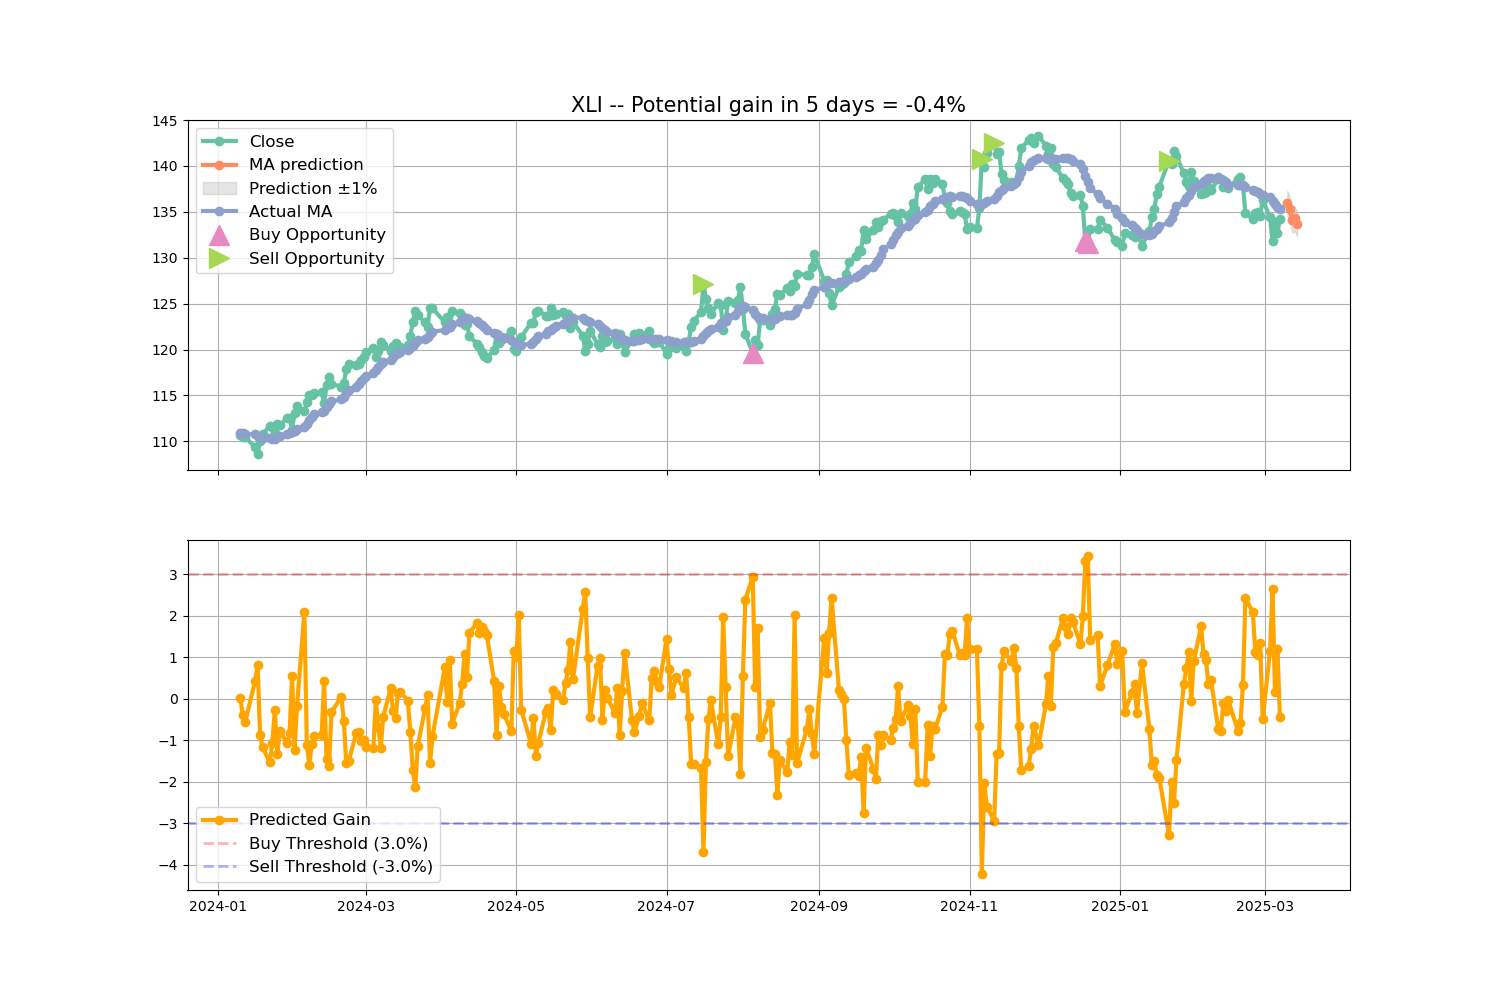 XLI -- Potential gain in 5 days = -0.4%
145
140
135
130
125
120
115
110
Close
MA prediction
Prediction ±1%
Actual MA
Buy Opportunity
Sell Opportunity
3
2
1
0
−1
−2
−3
−4
Predicted Gain
Buy Threshold (3.0%)
Sell Threshold (-3.0%)
2024-01
2024-03
2024-05
2024-07
2024-09
2024-11
2025-01
2025-03